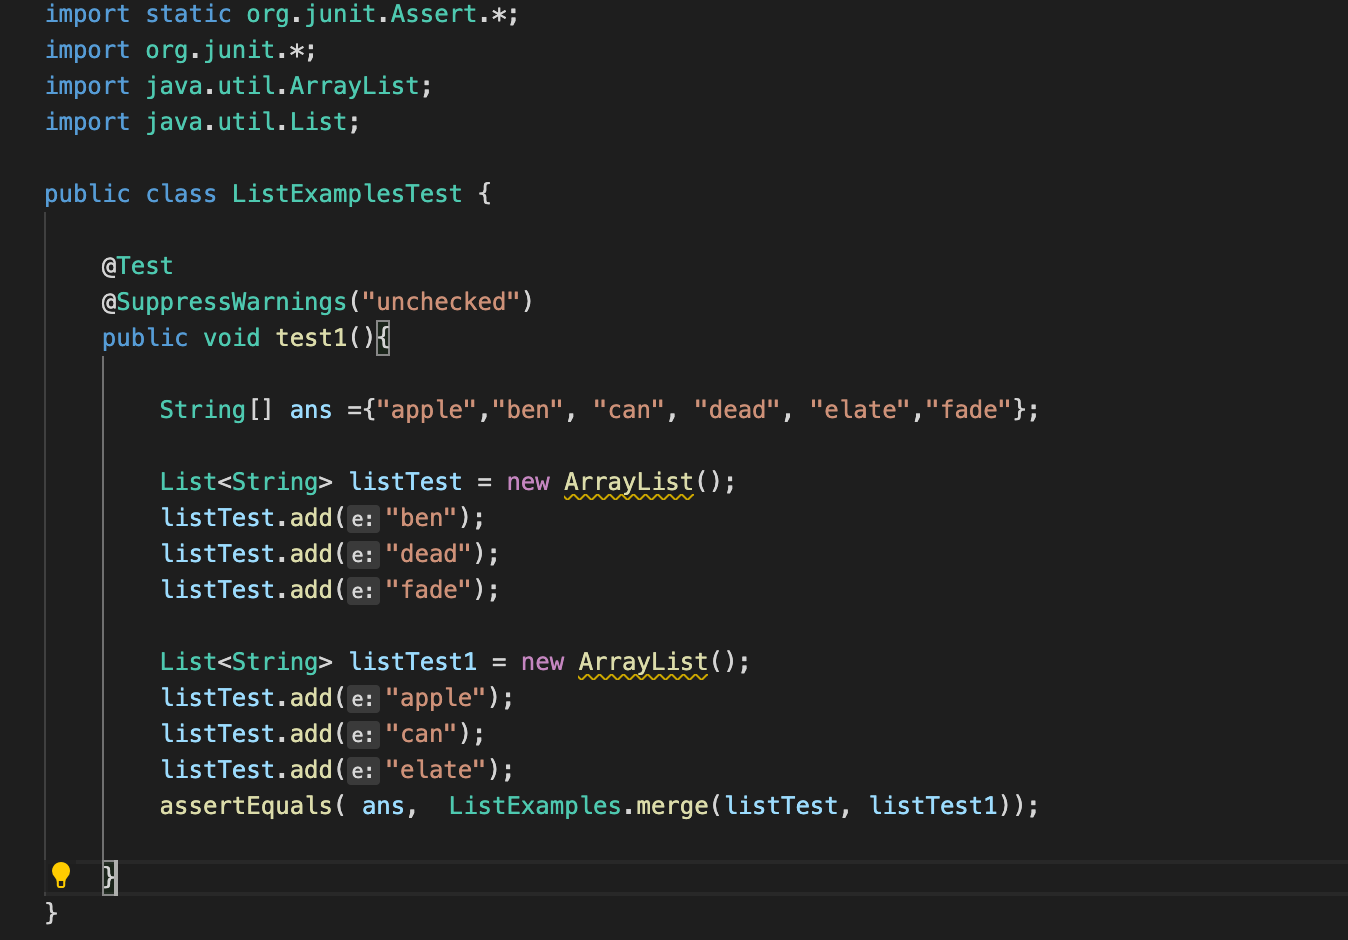 import static org.junit.Assert.*;
import org.junit.*;
import java.util.ArrayList;
import java.util.List;
public class ListExamplesTest {
@Test
@SuppressWarnings("unchecked")
public void test1(){
String[] ans ={"apple","ben", "can", "dead", "elate","fade"};
List<String> listTest = new ArrayList();
listTest.add(e: "ben");
listTest.add(e: "dead");
listTest.add(e: "fade");
List<String> listTest1 = new ArrayList();
listTest.add(e: "apple");
listTest.add(e: "can");
listTest.add(e: "elate");
assertEquals( ans,  ListExamples.merge(listTest, listTest1));
}
}